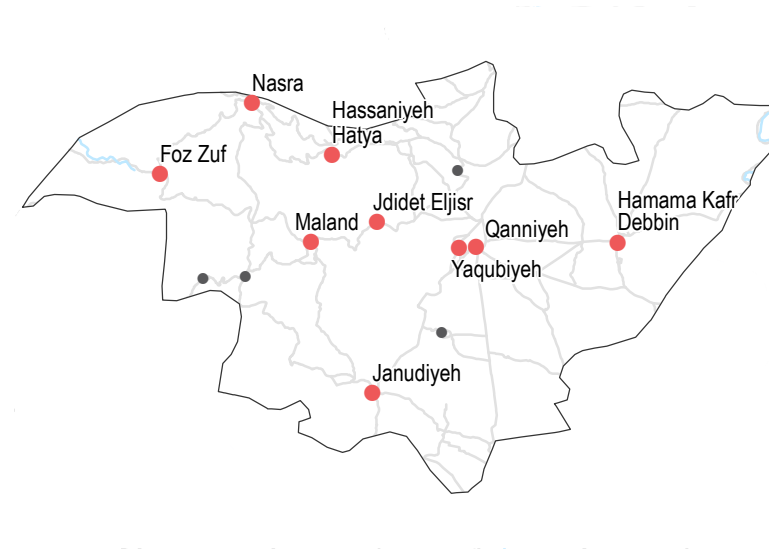 Nasra
Hassaniyeh
Hatya
Foz Zuf
Jdidet Eljisr
Hamama Kafr
Debbin
Maland
Qanniyeh
Yaqubiyeh
Janudiyeh